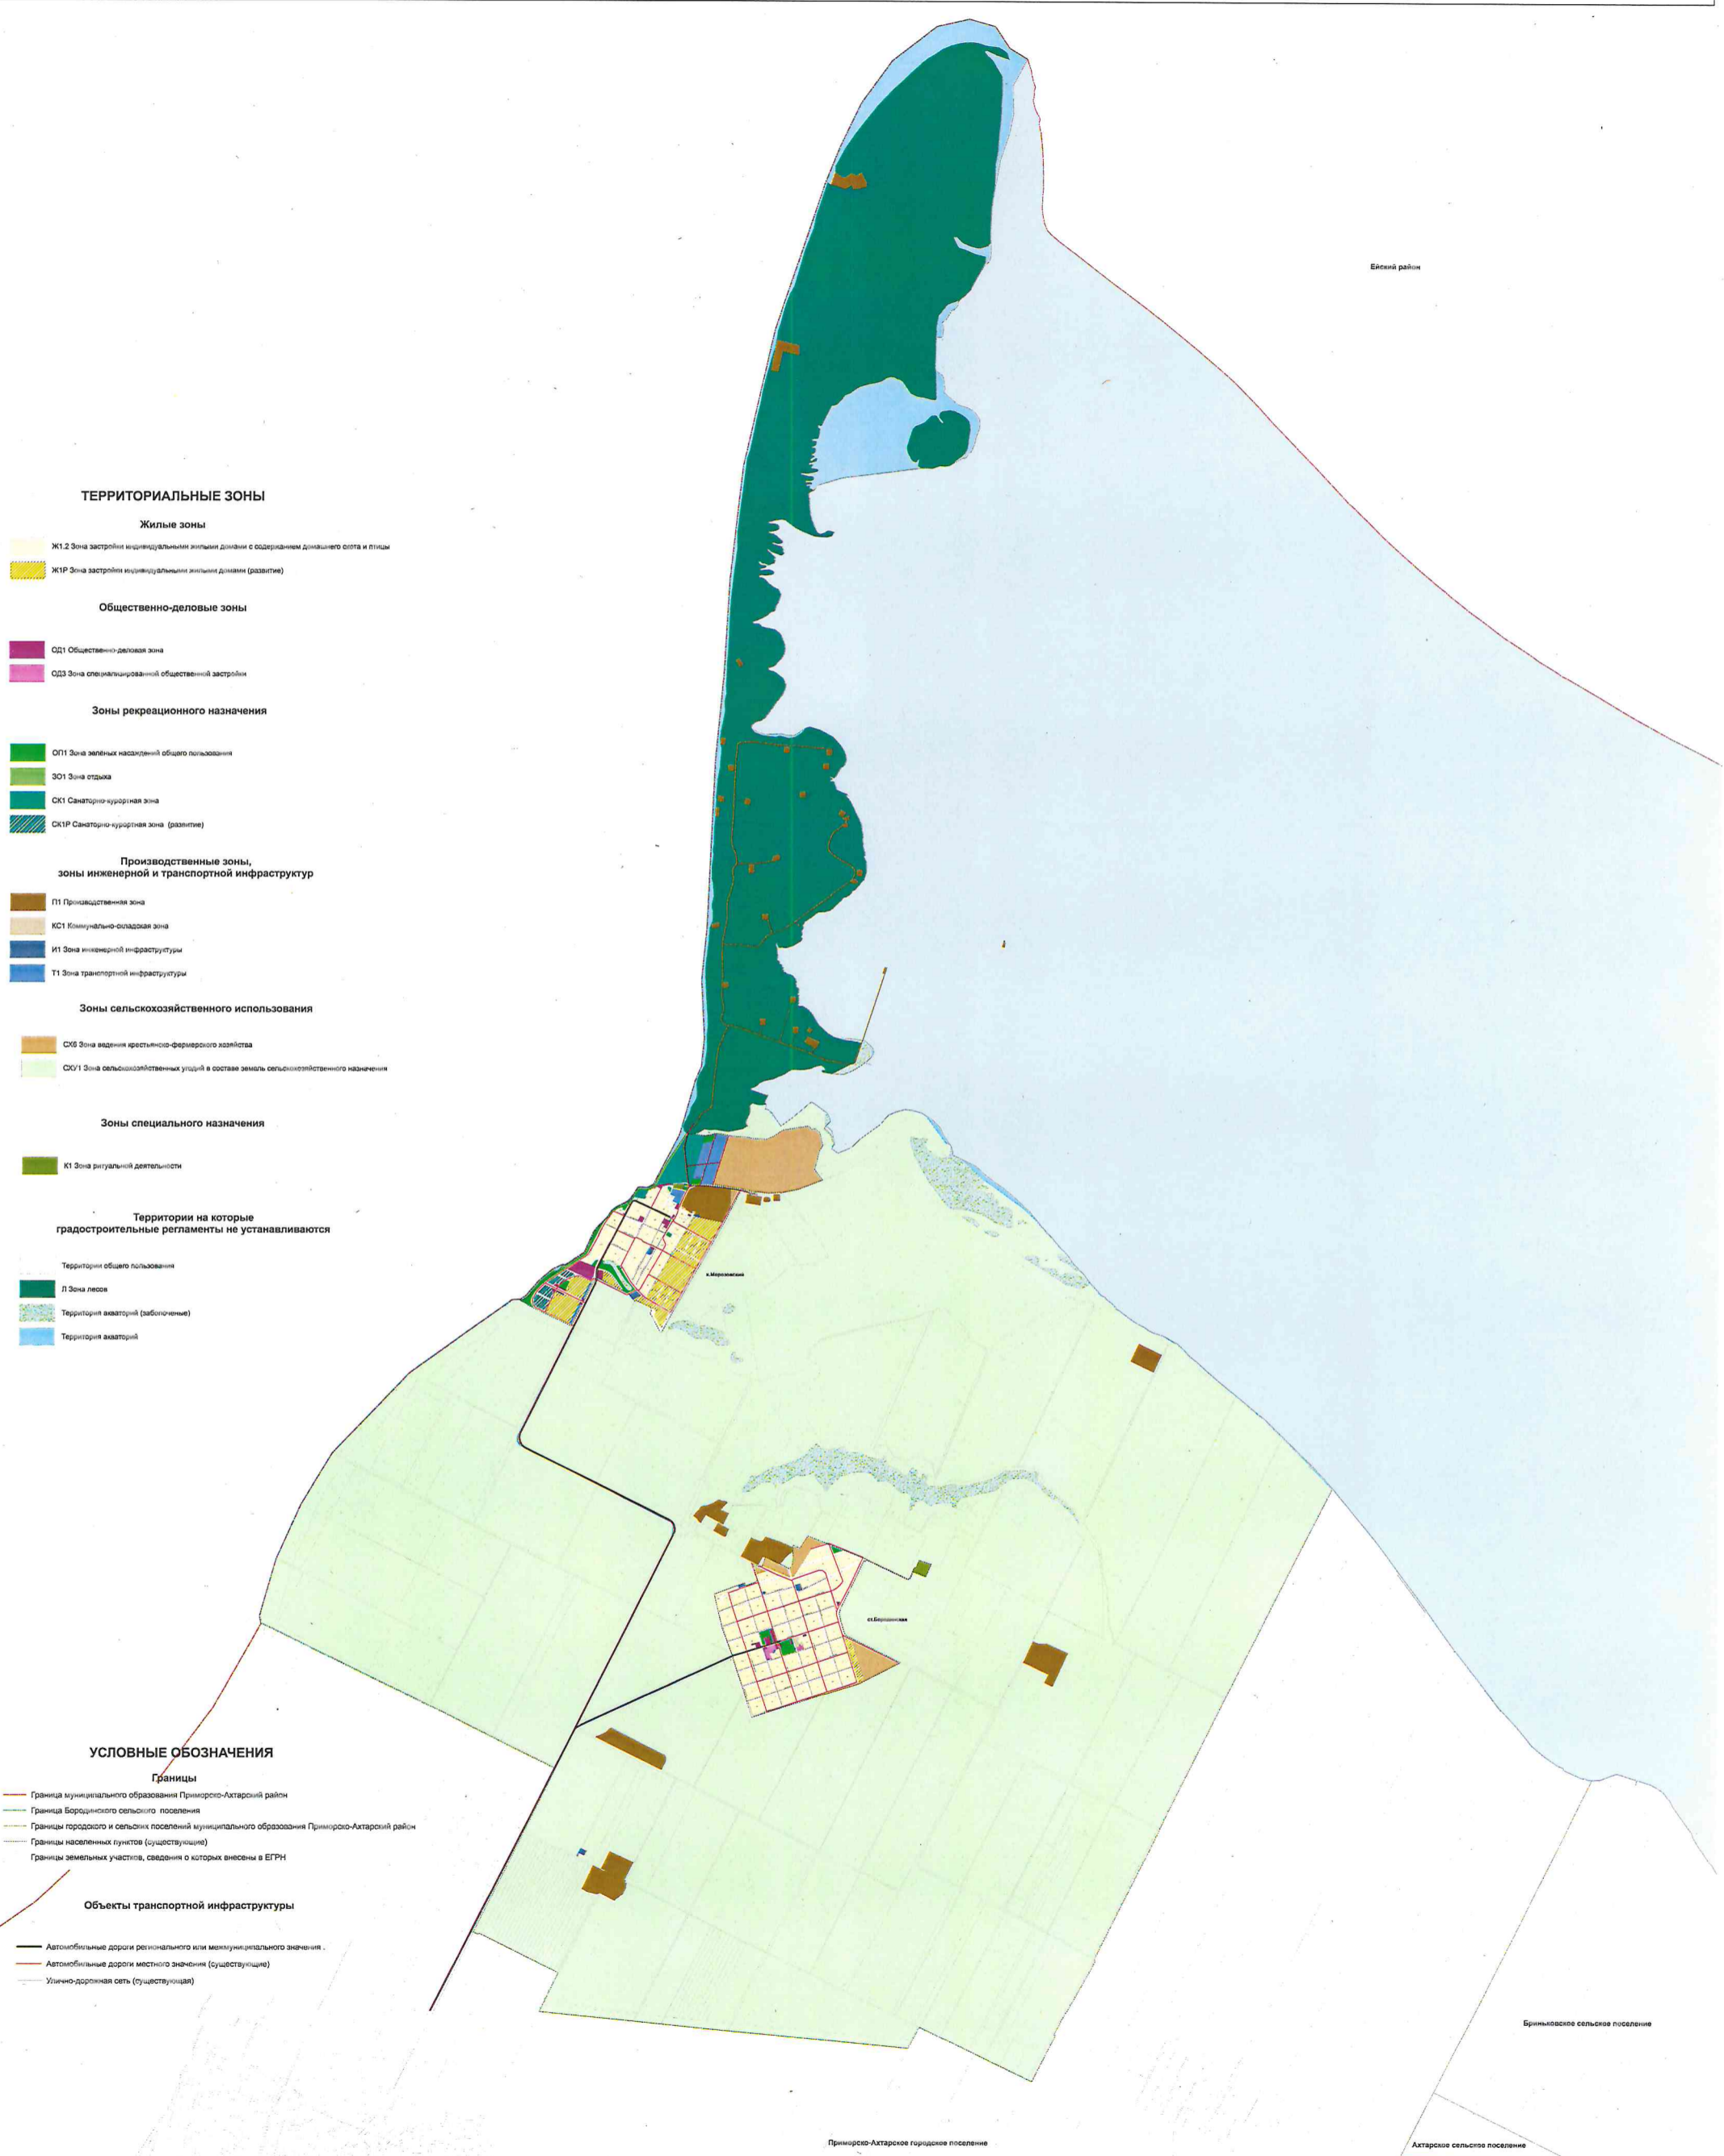 ТЕРРИТОРИАЛЬНЫЕ ЗОНЫ
Жилые зоны
Ж1.2 Зона застройки индивидуальными жилыми домами с содержанием домашнего скота и птицы
Ж1Р Зона застройки индивидуальными жилыми домами (развитие)
Общественно-деловые зоны
ОД1 Общественно-деловая зона
ОД3 Зона специализированной общественной застройки
Зоны рекреационного назначения
ОП1 Зона зелёных насаждений общего пользования
ЗО1 Зона отдыха
СК1 Санаторно-курортная зона
СК1Р Санаторно-курортная зона (развитие)
Производственные зоны,
зоны инженерной и транспортной инфраструктур
П1 Производственная зона
КС1 Коммунально-складская зона
И1 Зона инженерной инфраструктуры
Т1 Зона транспортной инфраструктуры
Зоны сельскохозяйственного использования
СХ6 Зона ведения крестьянско-фермерского хозяйства
СХУ1 Зона сельскохозяйственных угодий в составе земель сельскохозяйственного назначения
Зоны специального назначения
К1 Зона ритуальной деятельности
Территории на которые
градостроительные регламенты не устанавливаются
Территории общего пользования
Л Зона лесов
Территория акваторий (заболоченые)
Территория акваторий
УСЛОВНЫЕ ОБОЗНАЧЕНИЯ
Границы
Граница муниципального образования Приморско-Ахтарский район
Граница Бородинского сельского поселения
Границы городского и сельских поселений муниципального образования Приморско-Ахтарский район
Границы населенных пунктов (существующие)
Границы земельных участков, сведения о которых внесены в ЕГРН
Объекты транспортной инфраструктуры
Автомобильные дороги регионального или межмуниципального значения .
Автомобильные дороги местного значения (существующие)
Улично-дорожная сеть (существующая)
Ейский район
х.Морозовский
ст.Бородинская
Бриньковское сельское поселение
Приморско-Ахтарское городское поселение
Ахтарское сельское поселение